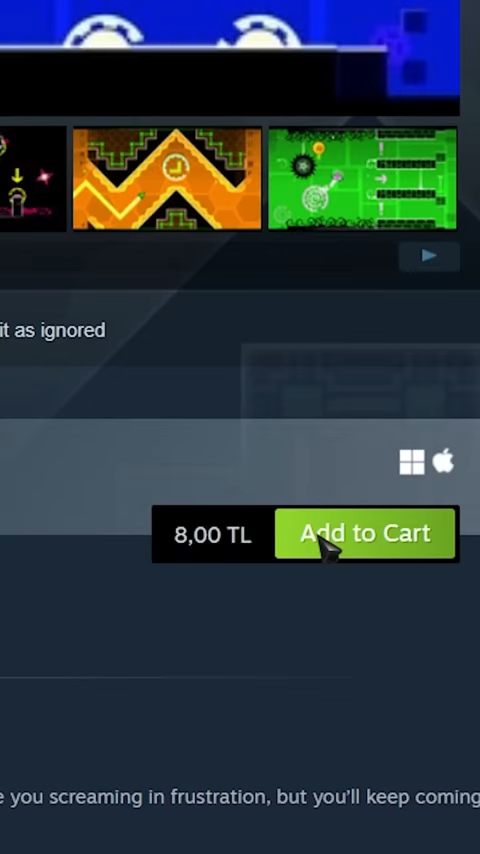 it as ignored
8,00 TL
Add to Cart
you screaming in frustration, but you'll keep coming